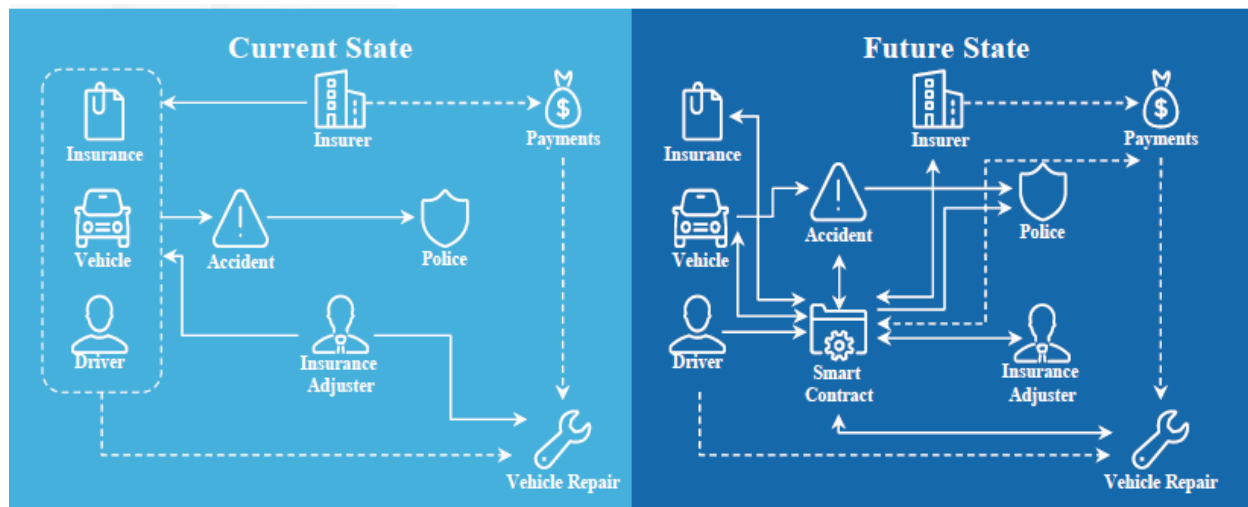 Current State
Insurance
Insurer
$
Payments
Vehicle
Accident
Police
Driver
Insurance
Adjuster
Vehicle Repair
Future State
Insurance
Insurer
$
Payments
Vehicle
Accident
Police
Driver
Smart
Contract
Insurance
Adjuster
Vehicle Repair